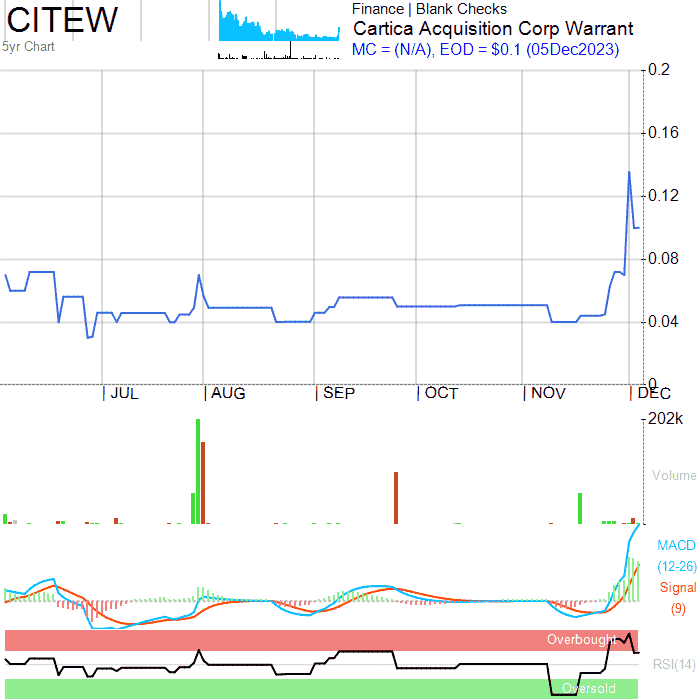 CITEW
5yr Chart
Finance | Blank Checks
Cartica Acquisition Corp Warrant
MC = (N/A), EOD = $0.1 (05Dec2023)
0.2
0.16
0.12
0.08
0.04
0
JUL AUG SEP OCT NOV DEC
202k
Volume
MACD
(12-26)
Signal
(9)
Overbought
RSI(14)
Oversold